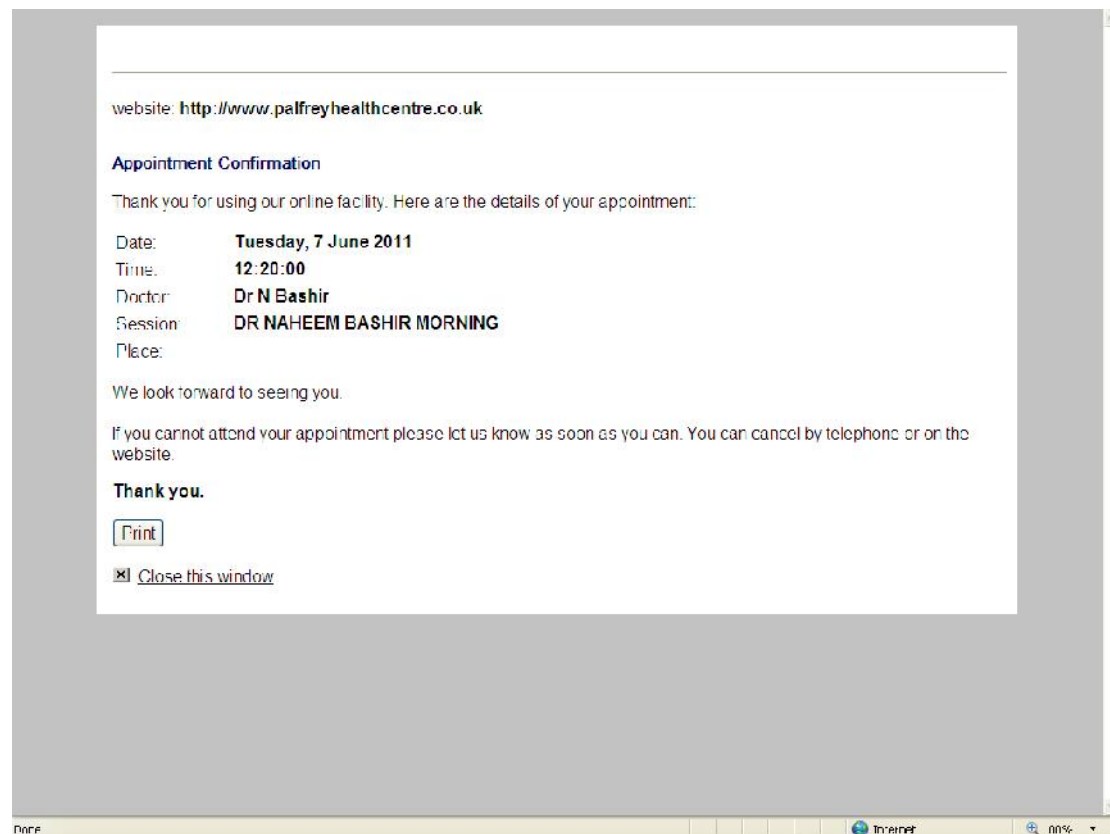 website: http://www.palfreyhealthcentre.co.uk
Appointment Confirmation
Thank you for using our online facility. Here are the details of your appointment:
Date: Tuesday, 7 June 2011
Time: 12:20:00
Doctor: Dr N Bashir
Session: DR NAHEEM BASHIR MORNING
Place:
We look forward to seeing you.
If you cannot attend your appointment please let us know as soon as you can. You can cancel by telephone or on the
website.
Thank you.
Print
Close this window
Done Internet